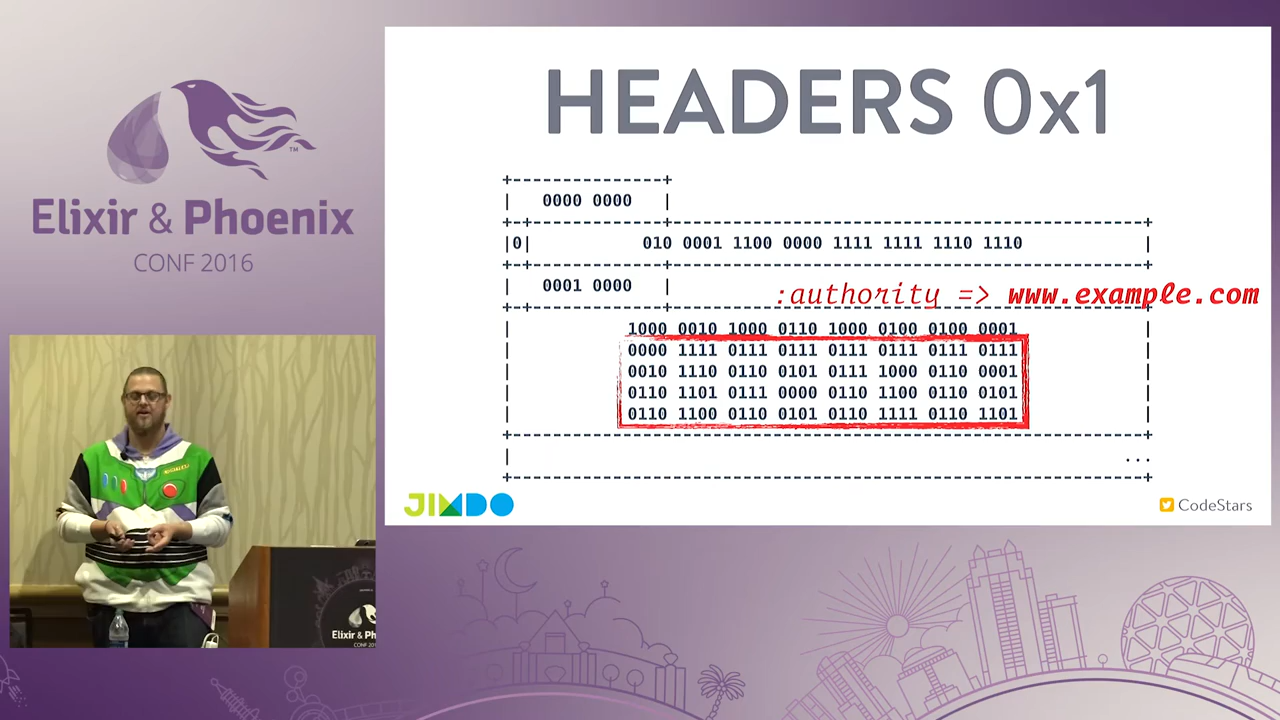 Elixir & Phoenix
CONF 2016
TM
HEADERS 0x1
+---------------+
| 0000 0000 |
+-+-------------+-----------------------------------------------+
|0| 010 0001 1100 0000 1111 1111 1110 1110 |
+-+-------------+-----------------------------------------------+
| 0001 0000 |
:authority => www.example.com
+-+-------------+-----------------------------------------------+
| 1000 0010 1000 0110 1000 0100 0100 0001 |
| 0000 1111 0111 0111 0111 0111 0111 0111 |
| 0010 1110 0110 0101 0111 1000 0110 0001 |
| 0110 1101 0111 0000 0110 1100 0110 0101 |
| 0110 1100 0110 0101 0110 1111 0110 1101 |
+---------------------------------------------------------------+
| ...
+---------------------------------------------------------------+
JIMDO
CodeStars
Elixir & Ph